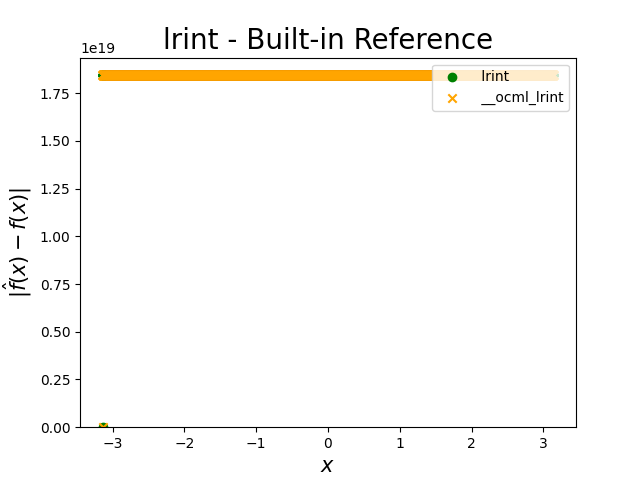 lrint - Built-in Reference
1e19
lrint
__ocml_lrint
1.75
1.50
1.25
1.00
0.75
0.50
0.25
0.00
|f̂(x) − f(x)|
−3
−2
−1
0
1
2
3
x